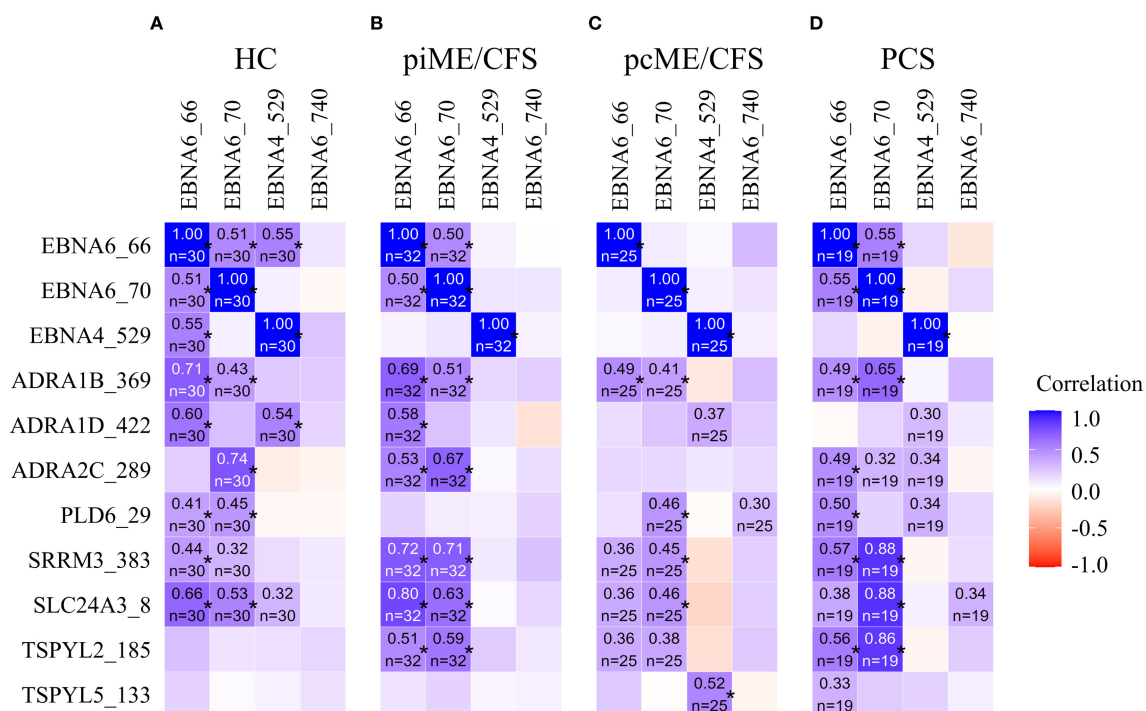 A B C D
HC piME/CFS pcME/CFS PCS
EBNA6_66 EBNA6_70 EBNA4_529 EBNA6_740 EBNA6_66 EBNA6_70 EBNA4_529 EBNA6_740 EBNA6_66 EBNA6_70 EBNA4_529 EBNA6_740 EBNA6_66 EBNA6_70 EBNA4_529 EBNA6_740
1.00 0.51 0.55 1.00 0.50 1.00 1.00 0.55
EBNA6_66 * * * * * * * *
n=30 n=30 n=30 n=32 n=32 n=25 n=19 n=19
0.51 1.00 0.50 1.00 1.00 0.55 1.00
EBNA6_70 * * * * * * *
n=30 n=30 n=32 n=32 n=25 n=19 n=19
0.55 1.00 1.00 1.00 1.00
EBNA4_529 * * * * *
n=30 n=30 n=32 n=25 n=19
0.71 0.43 0.69 0.51 0.49 0.41 0.49 0.65
ADRA1B_369 * * * * * * * *
n=30 n=30 n=32 n=32 n=25 n=25 n=19 n=19
0.60 0.54 0.58 0.37 0.30
ADRA1D_422 * * *
n=30 n=30 n=32 n=25 n=19
0.74 0.53 0.67 0.49 0.32 0.34
ADRA2C_289 * * * *
n=30 n=32 n=32 n=19 n=19 n=19
0.41 0.45 0.46 0.30 0.50 0.34
PLD6_29 * * * *
n=30 n=30 n=25 n=25 n=19 n=19
0.44 0.32 0.72 0.71 0.36 0.45 0.57 0.88
SRRM3_383 * * * * * *
n=30 n=30 n=32 n=32 n=25 n=25 n=19 n=19
0.66 0.53 0.32 0.80 0.63 0.36 0.46 0.38 0.88 0.34
SLC24A3_8 * * * * * *
n=30 n=30 n=30 n=32 n=32 n=25 n=25 n=19 n=19 n=19
0.51 0.59 0.36 0.38 0.56 0.86
TSPYL2_185 * * * *
n=32 n=32 n=25 n=25 n=19 n=19
0.52 0.33
TSPYL5_133 *
n=25 n=19
Correlation
1.0
0.5
0.0
-0.5
-1.0